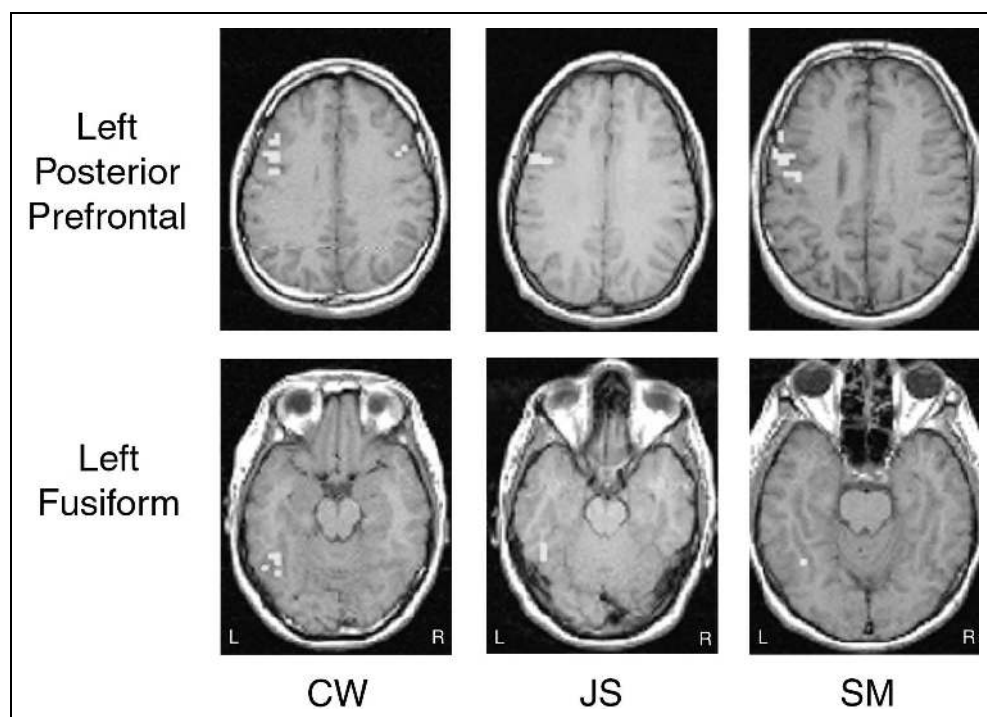 Left
Posterior
Prefrontal
Left
Fusiform
L R L R L R
CW JS SM